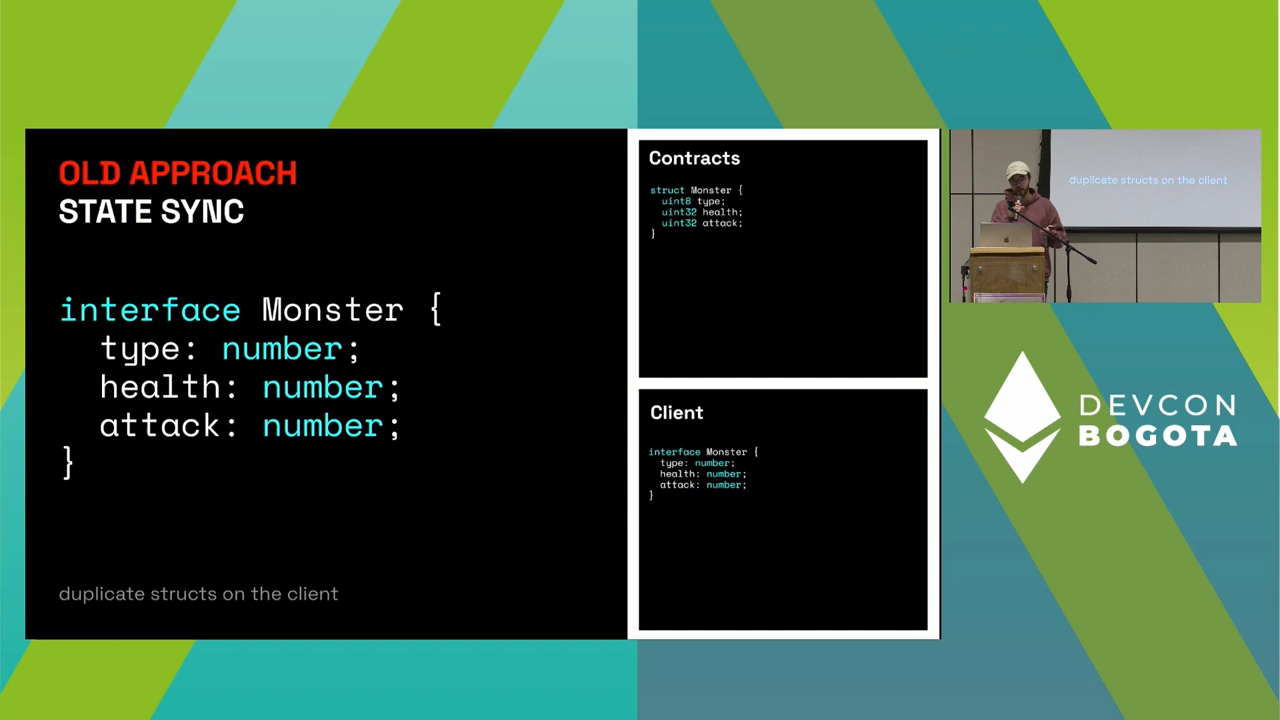 OLD APPROACH
STATE SYNC
interface Monster {
type: number;
health: number;
attack: number;
}
duplicate structs on the client
Contracts
struct Monster {
uint8 type;
uint32 health;
uint32 attack;
}
Client
interface Monster {
type: number;
health: number;
attack: number;
}
duplicate structs on the client
DEVCON
BOGOTA